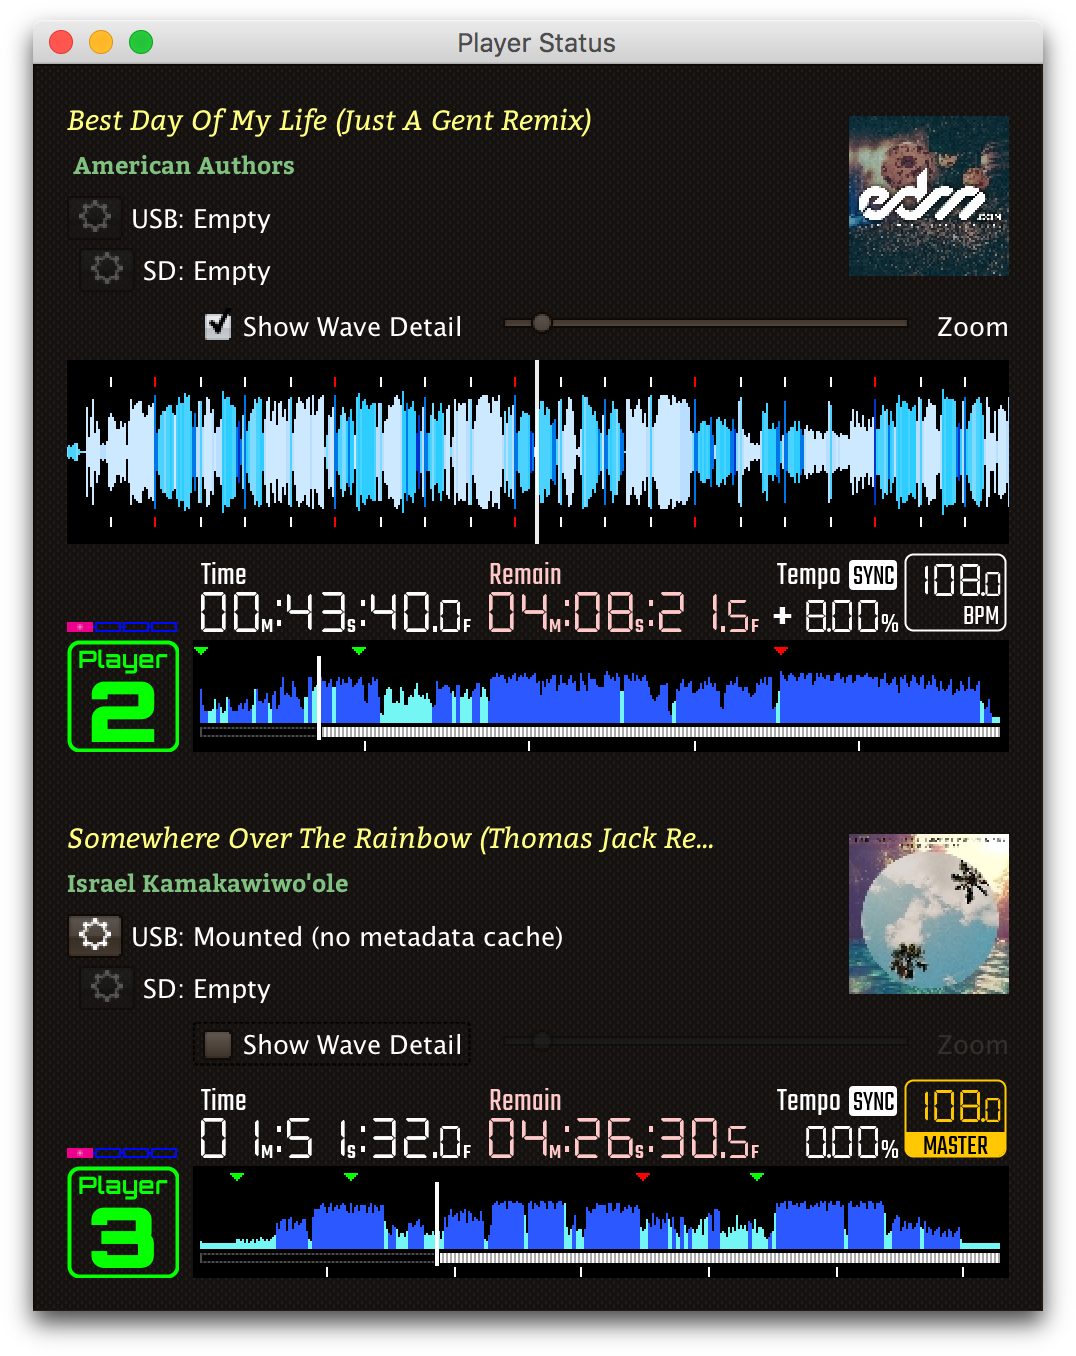 Player Status
Best Day Of My Life (Just A Gent Remix)
American Authors
edm.com
USB: Empty
SD: Empty
Show Wave Detail Zoom
Time Remain Tempo SYNC 108.0 BPM
00M:43S:40.0F 04M:08S:21.5F + 8.00%
Player
2
Somewhere Over The Rainbow (Thomas Jack Re...
Israel Kamakawiwo'ole
USB: Mounted (no metadata cache)
SD: Empty
Show Wave Detail Zoom
Time Remain Tempo SYNC 108.0 MASTER
01M:51S:32.0F 04M:26S:30.5F 0.00%
Player
3